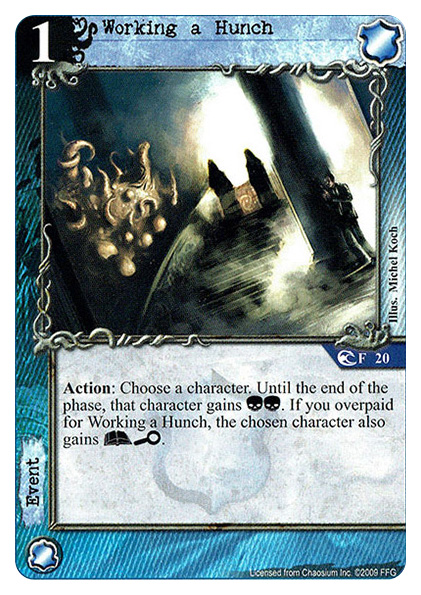 1
Working a Hunch
Illus. Michel Koch
F 20
Action: Choose a character. Until the end of the
phase, that character gains . If you overpaid
for Working a Hunch, the chosen character also
gains .
Event
Licensed from Chaosium Inc. ©2009 FFG